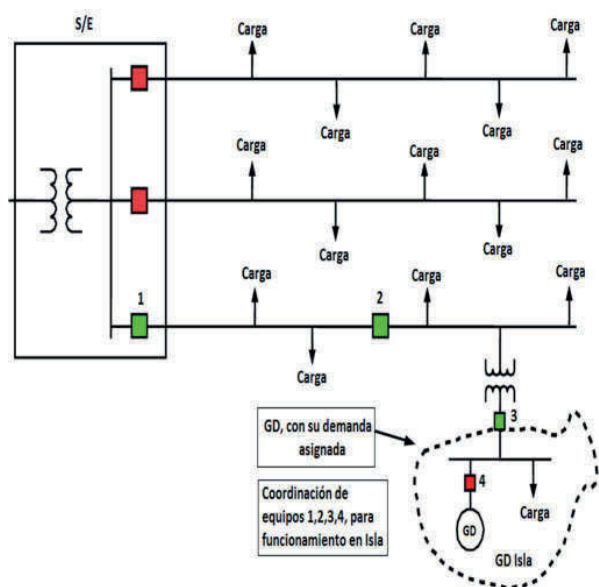 S/E
Carga
Carga
Carga
Carga
Carga
Carga
Carga
Carga
Carga
Carga
1
2
Carga
Carga
Carga
Carga
GD, con su demanda
asignada
3
Coordinación de
equipos 1,2,3,4, para
funcionamiento en Isla
4
Carga
GD
GD Isla